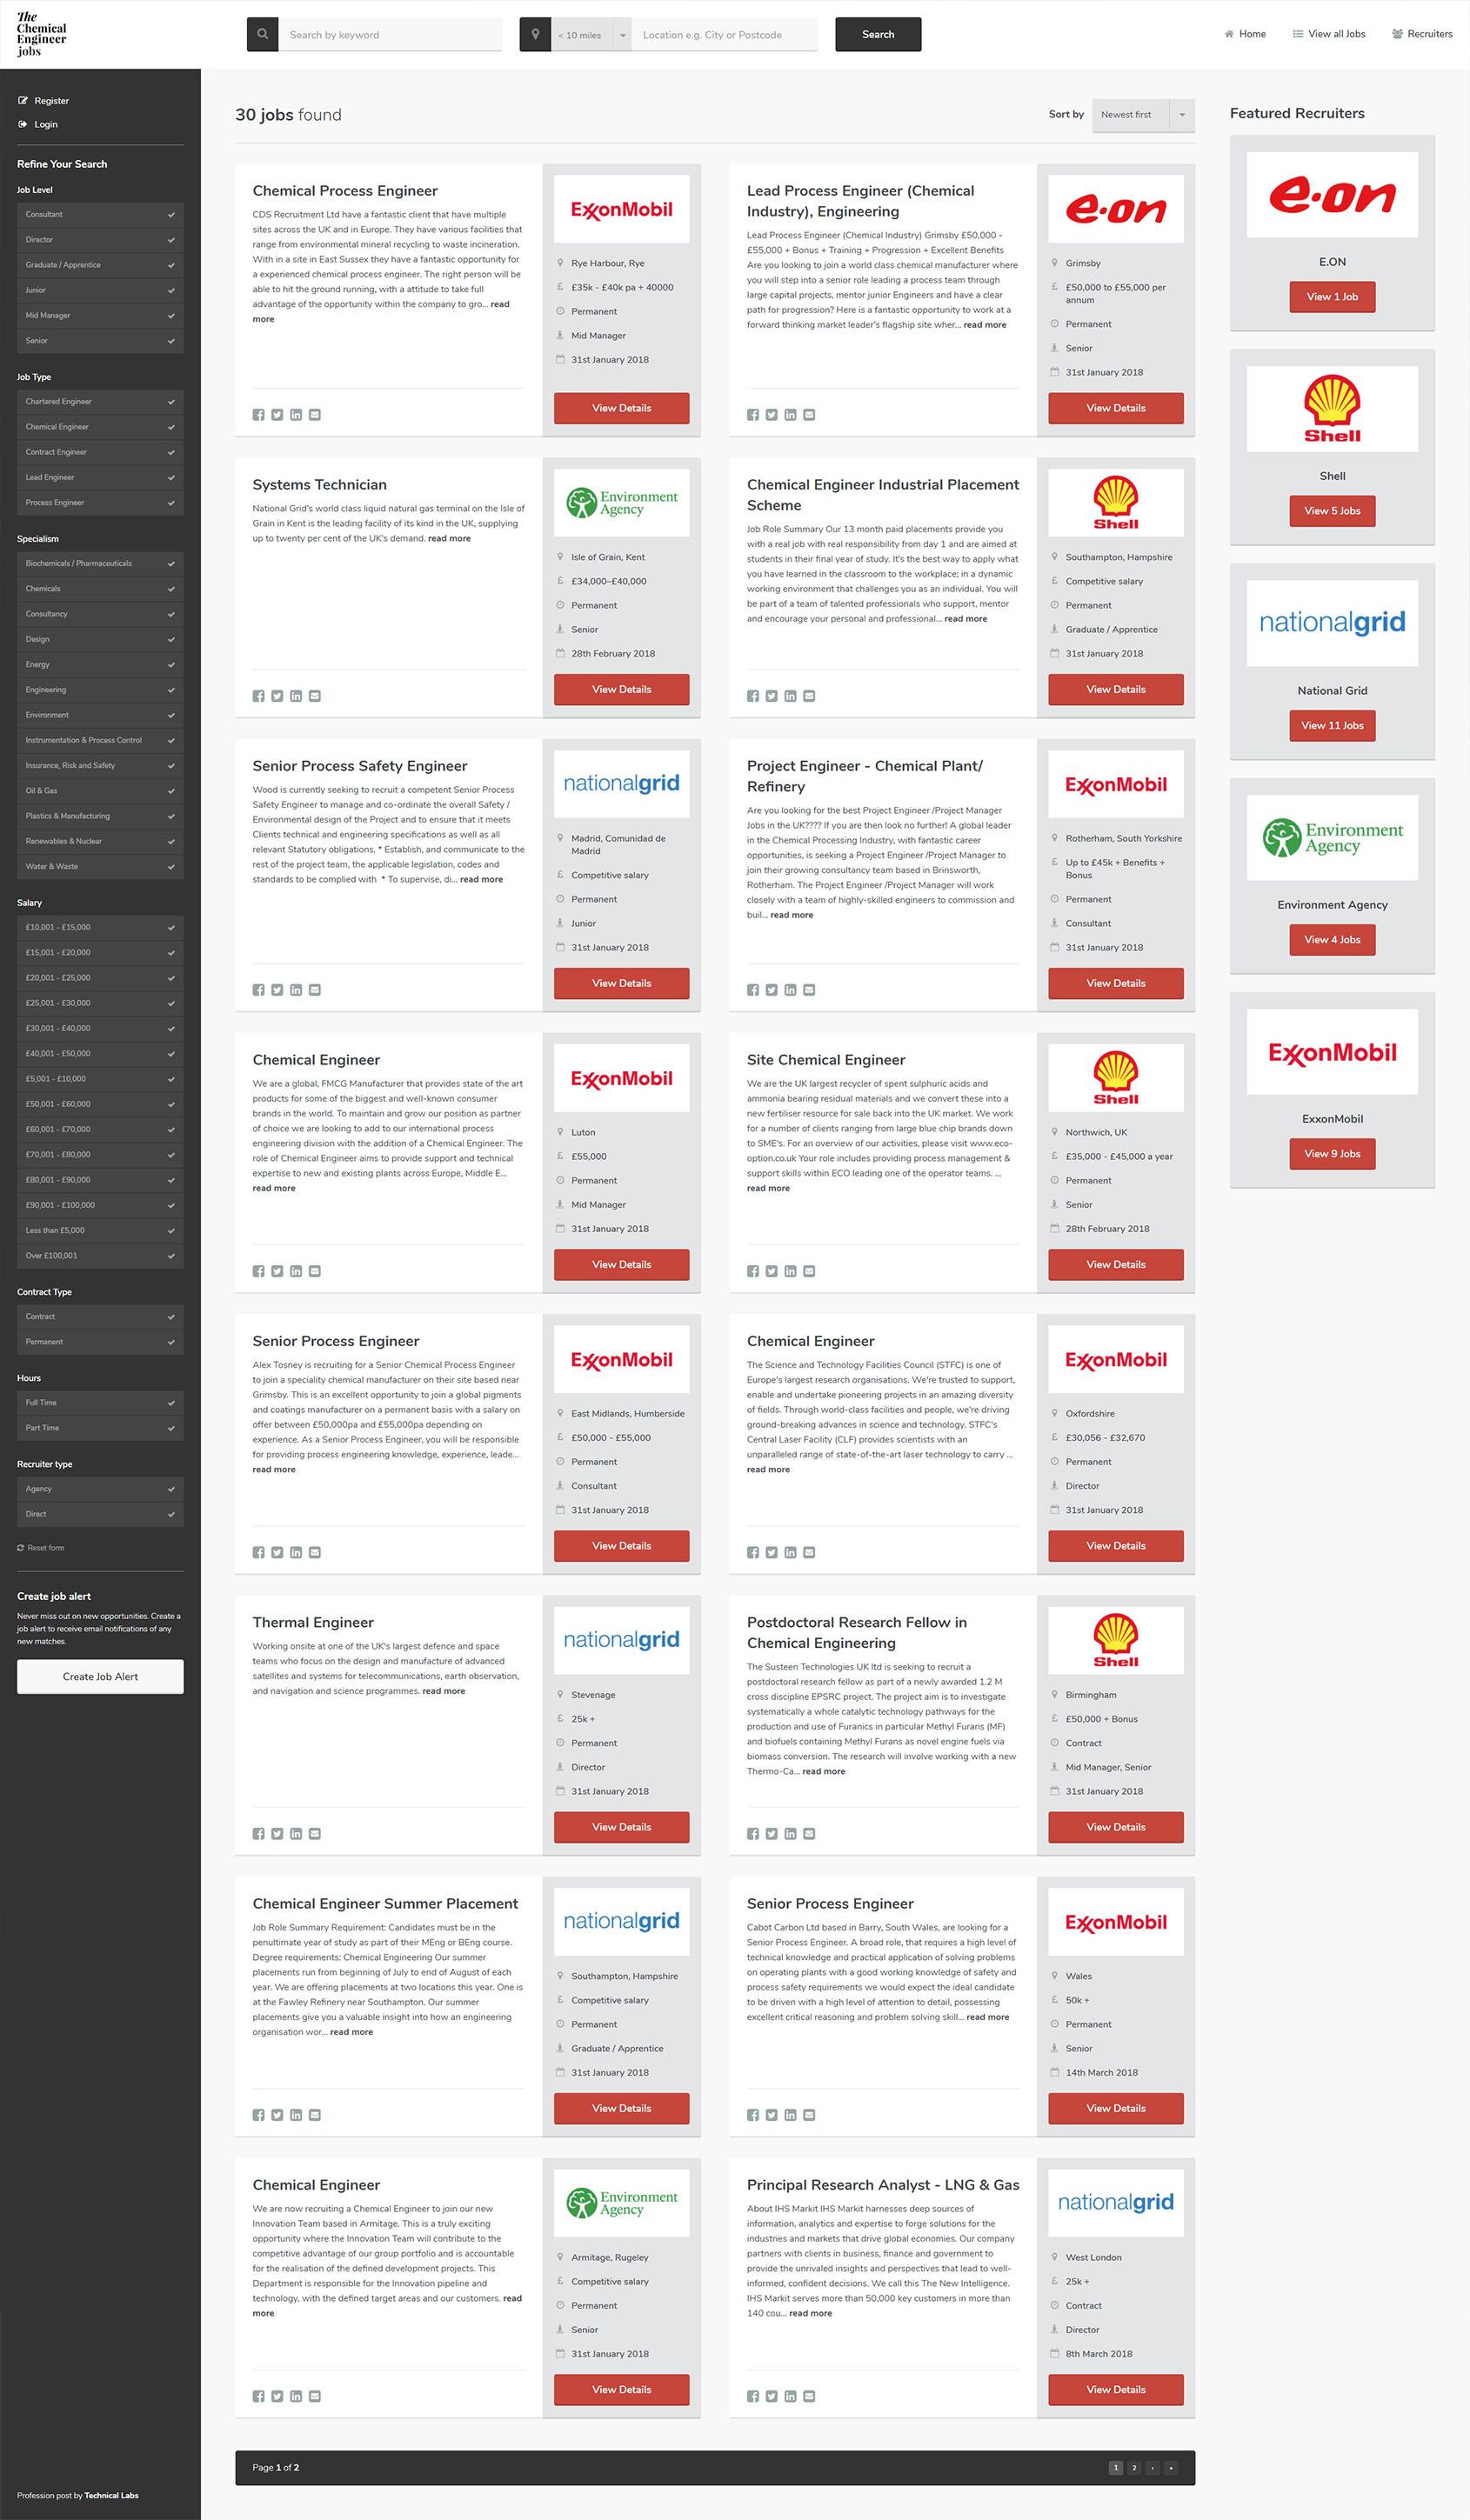 The
Chemical
Engineer
jobs
Search by keyword
< 10 miles
Location e.g. City or Postcode
Search
Home
View all Jobs
Recruiters
Register
Login
Refine Your Search
Job Level
Consultant
Director
Graduate / Apprentice
Junior
Mid Manager
Senior
Job Type
Chartered Engineer
Chemical Engineer
Contract Engineer
Lead Engineer
Process Engineer
Specialism
Biochemicals / Pharmaceuticals
Chemicals
Consultancy
Design
Energy
Engineering
Environment
Instrumentation & Process Control
Insurance, Risk and Safety
Oil & Gas
Plastics & Manufacturing
Renewables & Nuclear
Water & Waste
Salary
£10,001 - £15,000
£15,001 - £20,000
£20,001 - £25,000
£25,001 - £30,000
£30,001 - £40,000
£40,001 - £50,000
£5,001 - £10,000
£50,001 - £60,000
£60,001 - £70,000
£70,001 - £80,000
£80,001 - £90,000
£90,001 - £100,000
Less than £5,000
Over £100,001
Contract Type
Contract
Permanent
Hours
Full Time
Part Time
Recruiter type
Agency
Direct
Reset form
Create job alert
Never miss out on new opportunities. Create a
job alert to receive email notifications of any
new matches.
Create Job Alert
Profession post by Technical Labs
30 jobs found
Sort by
Newest first
Chemical Process Engineer
CDS Recruitment Ltd have a fantastic client that have multiple
sites across the UK and in Europe. They have various facilities that
range from environmental mineral recycling to waste incineration.
With in a site in East Sussex they have a fantastic opportunity for
a experienced chemical process engineer. The right person will be
able to hit the ground running, with a attitude to take full
advantage of the opportunity within the company to gro... read
more
ExxonMobil
Rye Harbour, Rye
£35k - £40k pa + 40000
Permanent
Mid Manager
31st January 2018
View Details
Lead Process Engineer (Chemical
Industry), Engineering
Lead Process Engineer (Chemical Industry) Grimsby £50,000 -
£55,000 + Bonus + Training + Progression + Excellent Benefits
Are you looking to join a world class chemical manufacturer where
you will step into a senior role leading a process team through
large capital projects, mentor junior Engineers and have a clear
path for progression? Here is a fantastic opportunity to work at a
forward thinking market leader's flagship site wher... read more
e·on
Grimsby
£50,000 to £55,000 per
annum
Permanent
Senior
31st January 2018
View Details
Systems Technician
National Grid's world class liquid natural gas terminal on the Isle of
Grain in Kent is the leading facility of its kind in the UK, supplying
up to twenty per cent of the UK's demand. read more
Environment
Agency
Isle of Grain, Kent
£34,000–£40,000
Permanent
Senior
28th February 2018
View Details
Chemical Engineer Industrial Placement
Scheme
Job Role Summary Our 13 month paid placements provide you
with a real job with real responsibility from day 1 and are aimed at
students in their final year of study. It's the best way to apply what
you have learned in the classroom to the workplace; in a dynamic
working environment that challenges you as an individual. You will
be part of a team of talented professionals who support, mentor
and encourage your personal and professional... read more
Shell
Southampton, Hampshire
Competitive salary
Permanent
Graduate / Apprentice
31st January 2018
View Details
Senior Process Safety Engineer
Wood is currently seeking to recruit a competent Senior Process
Safety Engineer to manage and co-ordinate the overall Safety /
Environmental design of the Project and to ensure that it meets
Clients technical and engineering specifications as well as all
relevant Statutory obligations. * Establish, and communicate to the
rest of the project team, the applicable legislation, codes and
standards to be complied with * To supervise, di... read more
nationalgrid
Madrid, Comunidad de
Madrid
Competitive salary
Permanent
Junior
31st January 2018
View Details
Project Engineer - Chemical Plant/
Refinery
Are you looking for the best Project Engineer /Project Manager
Jobs in the UK???? If you are then look no further! A global leader
in the Chemical Processing Industry, with fantastic career
opportunities, is seeking a Project Engineer /Project Manager to
join their growing consultancy team based in Brinsworth,
Rotherham. The Project Engineer /Project Manager will work
closely with a team of highly-skilled engineers to commission and
buil... read more
ExxonMobil
Rotherham, South Yorkshire
Up to £45k + Benefits +
Bonus
Permanent
Consultant
31st January 2018
View Details
Chemical Engineer
We are a global, FMCG Manufacturer that provides state of the art
products for some of the biggest and well-known consumer
brands in the world. To maintain and grow our position as partner
of choice we are looking to add to our international process
engineering division with the addition of a Chemical Engineer. The
role of Chemical Engineer aims to provide support and technical
expertise to new and existing plants across Europe, Middle E...
read more
ExxonMobil
Luton
£55,000
Permanent
Mid Manager
31st January 2018
View Details
Site Chemical Engineer
We are the UK largest recycler of spent sulphuric acids and
ammonia bearing residual materials and we convert these into a
new fertiliser resource for sale back into the UK market. We work
for a number of clients ranging from large blue chip brands down
to SME's. For an overview of our activities, please visit www.eco-
option.co.uk Your role includes providing process management &
support skills within ECO leading one of the operator teams. ...
read more
Shell
Northwich, UK
£35,000 - £45,000 a year
Permanent
Senior
28th February 2018
View Details
Senior Process Engineer
Alex Tosney is recruiting for a Senior Chemical Process Engineer
to join a speciality chemical manufacturer on their site based near
Grimsby. This is an excellent opportunity to join a global pigments
and coatings manufacturer on a permanent basis with a salary on
offer between £50,000pa and £55,000pa depending on
experience. As a Senior Process Engineer, you will be responsible
for providing process engineering knowledge, experience, leade...
read more
ExxonMobil
East Midlands, Humberside
£50,000 - £55,000
Permanent
Consultant
31st January 2018
View Details
Chemical Engineer
The Science and Technology Facilities Council (STFC) is one of
Europe's largest research organisations. We're trusted to support,
enable and undertake pioneering projects in an amazing diversity
of fields. Through world-class facilities and people, we're driving
ground-breaking advances in science and technology. STFC's
Central Laser Facility (CLF) provides scientists with an
unparalleled range of state-of-the-art laser technology to carry ...
read more
ExxonMobil
Oxfordshire
£30,056 - £32,670
Permanent
Director
31st January 2018
View Details
Thermal Engineer
Working onsite at one of the UK's largest defence and space
teams who focus on the design and manufacture of advanced
satellites and systems for telecommunications, earth observation,
and navigation and science programmes. read more
nationalgrid
Stevenage
25k +
Permanent
Director
31st January 2018
View Details
Postdoctoral Research Fellow in
Chemical Engineering
The Susteen Technologies UK ltd is seeking to recruit a
postdoctoral research fellow as part of a newly awarded 1.2 M
cross discipline EPSRC project. The project aim is to investigate
systematically a whole catalytic technology pathways for the
production and use of Furanics in particular Methyl Furans (MF)
and biofuels containing Methyl Furans as novel engine fuels via
biomass conversion. The research will involve working with a new
Thermo-Ca... read more
Shell
Birmingham
£50,000 + Bonus
Contract
Mid Manager, Senior
31st January 2018
View Details
Chemical Engineer Summer Placement
Job Role Summary Requirement: Candidates must be in the
penultimate year of study as part of their MEng or BEng course.
Degree requirements: Chemical Engineering Our summer
placements run from beginning of July to end of August of each
year. We are offering placements at two locations this year. One is
at the Fawley Refinery near Southampton. Our summer
placements give you a valuable insight into how an engineering
organisation wor... read more
nationalgrid
Southampton, Hampshire
Competitive salary
Permanent
Graduate / Apprentice
31st January 2018
View Details
Senior Process Engineer
Cabot Carbon Ltd based in Barry, South Wales, are looking for a
Senior Process Engineer. A broad role, that requires a high level of
technical knowledge and practical application of solving problems
on operating plants with a good working knowledge of safety and
process safety requirements we would expect the ideal candidate
to be driven with a high level of attention to detail, possessing
excellent critical reasoning and problem solving skill... read more
ExxonMobil
Wales
50k +
Permanent
Senior
14th March 2018
View Details
Chemical Engineer
We are now recruiting a Chemical Engineer to join our new
Innovation Team based in Armitage. This is a truly exciting
opportunity where the Innovation Team will contribute to the
competitive advantage of our group portfolio and is accountable
for the realisation of the defined development projects. This
Department is responsible for the Innovation pipeline and
technology, with the defined target areas and our customers. read
more
Environment
Agency
Armitage, Rugeley
Competitive salary
Permanent
Senior
31st January 2018
View Details
Principal Research Analyst - LNG & Gas
About IHS Markit IHS Markit harnesses deep sources of
information, analytics and expertise to forge solutions for the
industries and markets that drive global economies. Our company
partners with clients in business, finance and government to
provide the unrivaled insights and perspectives that lead to well-
informed, confident decisions. We call this The New Intelligence.
IHS Markit serves more than 50,000 key customers in more than
140 cou... read more
nationalgrid
West London
25k +
Contract
Director
8th March 2018
View Details
Page 1 of 2
1 2 › »
Featured Recruiters
e·on
E.ON
View 1 Job
Shell
Shell
View 5 Jobs
nationalgrid
National Grid
View 11 Jobs
Environment
Agency
Environment Agency
View 4 Jobs
ExxonMobil
ExxonMobil
View 9 Jobs